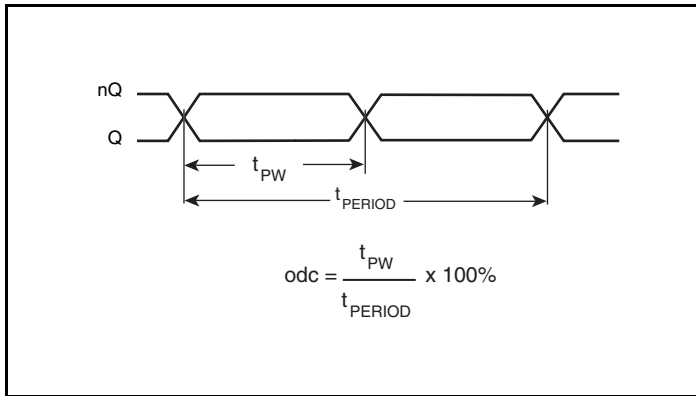 nQ
Q
tPW
tPERIOD
odc = tPW / tPERIOD x 100%